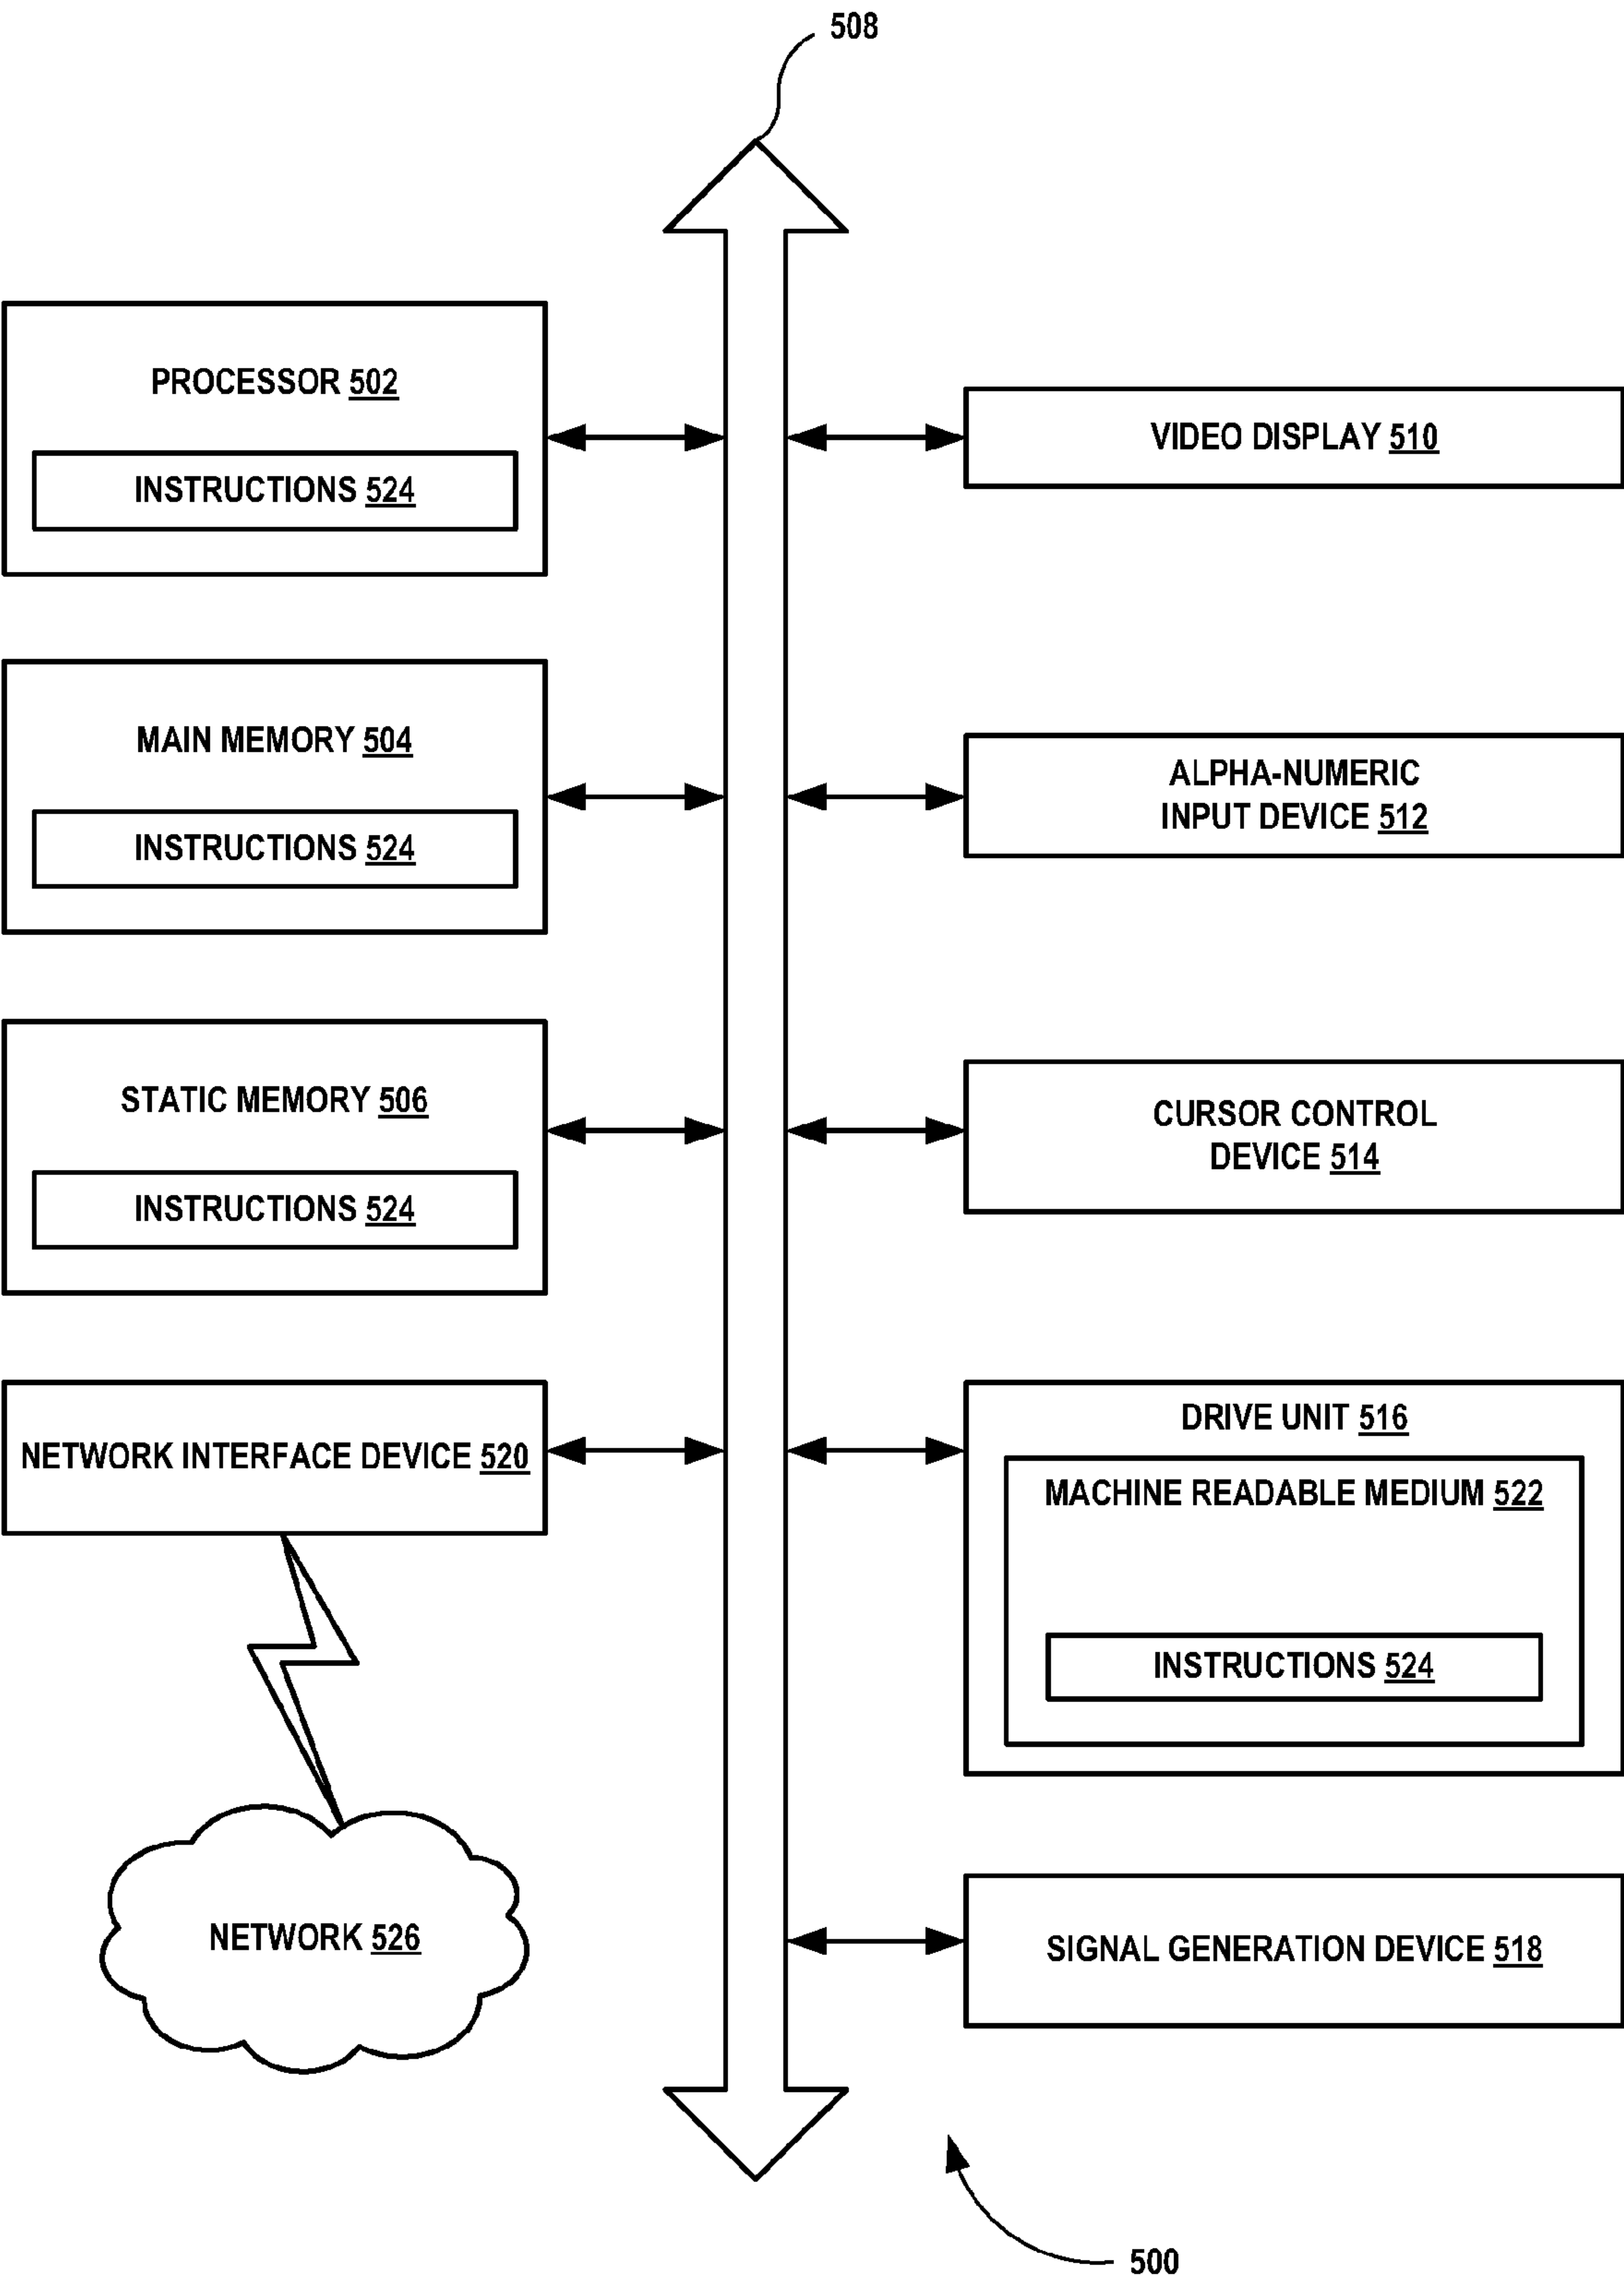 508
PROCESSOR 502
INSTRUCTIONS 524
VIDEO DISPLAY 510
MAIN MEMORY 504
INSTRUCTIONS 524
ALPHA-NUMERIC
INPUT DEVICE 512
STATIC MEMORY 506
INSTRUCTIONS 524
CURSOR CONTROL
DEVICE 514
NETWORK INTERFACE DEVICE 520
DRIVE UNIT 516
MACHINE READABLE MEDIUM 522
INSTRUCTIONS 524
NETWORK 526
SIGNAL GENERATION DEVICE 518
500